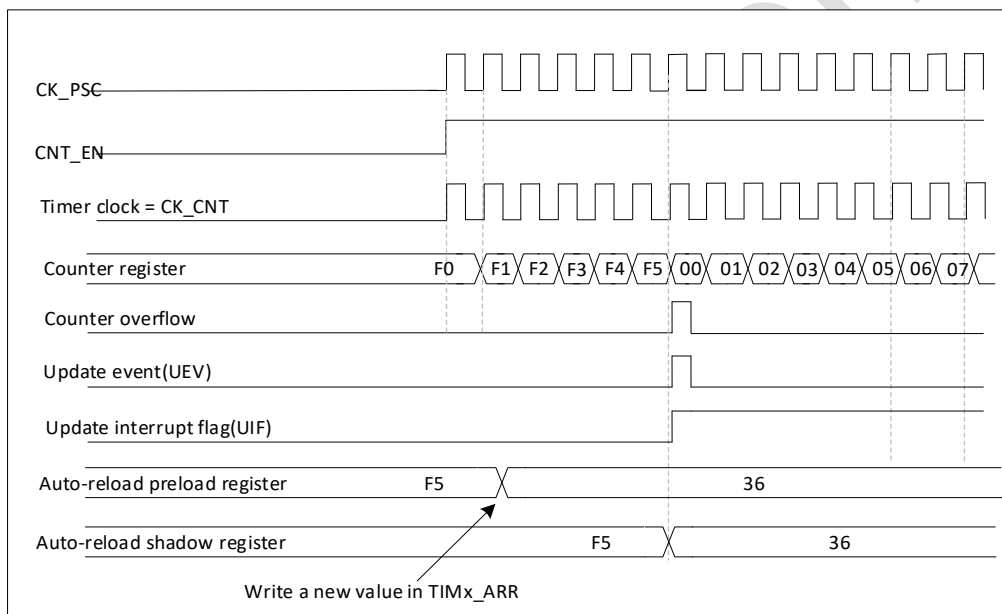 CK_PSC
CNT_EN
Timer clock = CK_CNT
Counter register F0 F1 F2 F3 F4 F5 00 01 02 03 04 05 06 07
Counter overflow
Update event(UEV)
Update interrupt flag(UIF)
Auto-reload preload register F5 36
Auto-reload shadow register F5 36
Write a new value in TIMx_ARR